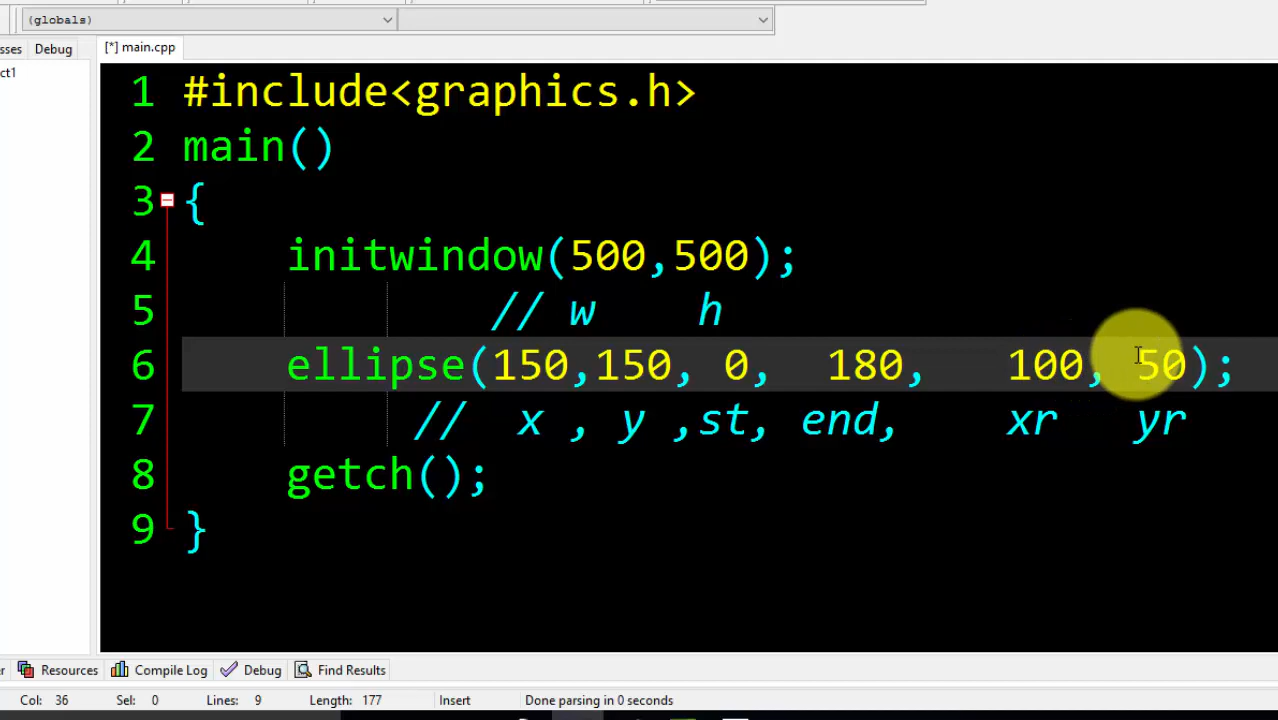 (globals)
sses Debug [*] main.cpp
ct1
1 #include<graphics.h>
2 main()
3 {
4 initwindow(500,500);
5 // w h
6 ellipse(150,150, 0, 180, 100, 50);
7 // x , y ,st, end, xr yr
8 getch();
9 }
r Resources Compile Log Debug Find Results
Col: 36 Sel: 0 Lines: 9 Length: 177 Insert Done parsing in 0 seconds